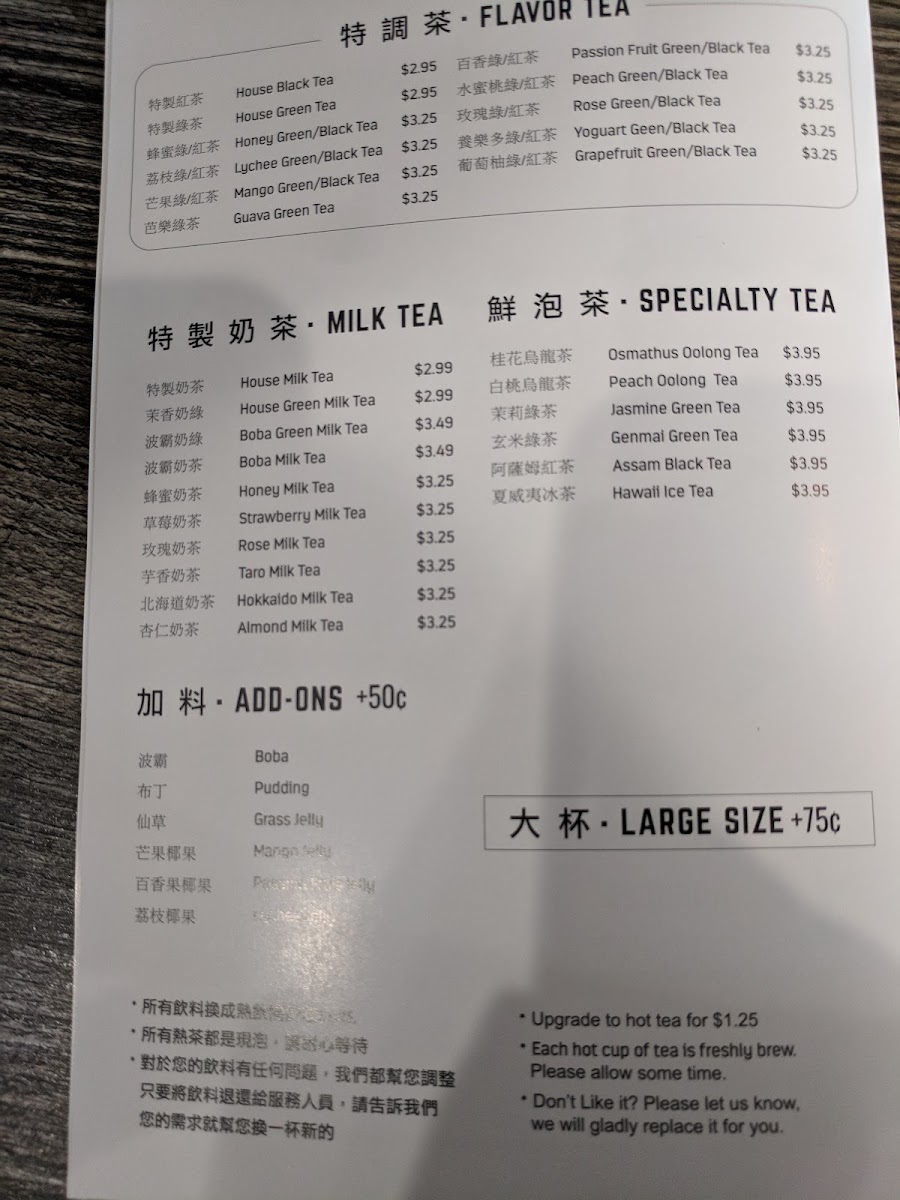 特調茶·FLAVOR TEA
特製紅茶 House Black Tea $2.95
特製綠茶 House Green Tea $2.95
蜂蜜綠/紅茶 Honey Green/Black Tea $3.25
荔枝綠/紅茶 Lychee Green/Black Tea $3.25
芒果綠/紅茶 Mango Green/Black Tea $3.25
芭樂綠茶 Guava Green Tea $3.25
百香綠/紅茶 Passion Fruit Green/Black Tea $3.25
水蜜桃綠/紅茶 Peach Green/Black Tea $3.25
玫瑰綠/紅茶 Rose Green/Black Tea $3.25
養樂多綠/紅茶 Yoguart Geen/Black Tea $3.25
葡萄柚綠/紅茶 Grapefruit Green/Black Tea $3.25
特製奶茶·MILK TEA
特製奶茶 House Milk Tea $2.99
茉香奶綠 House Green Milk Tea $2.99
波霸奶綠 Boba Green Milk Tea $3.49
波霸奶茶 Boba Milk Tea $3.49
蜂蜜奶茶 Honey Milk Tea $3.25
草莓奶茶 Strawberry Milk Tea $3.25
玫瑰奶茶 Rose Milk Tea $3.25
芋香奶茶 Taro Milk Tea $3.25
北海道奶茶 Hokkaido Milk Tea $3.25
杏仁奶茶 Almond Milk Tea $3.25
鮮泡茶·SPECIALTY TEA
桂花烏龍茶 Osmathus Oolong Tea $3.95
白桃烏龍茶 Peach Oolong Tea $3.95
茉莉綠茶 Jasmine Green Tea $3.95
玄米綠茶 Genmai Green Tea $3.95
阿薩姆紅茶 Assam Black Tea $3.95
夏威夷冰茶 Hawaii Ice Tea $3.95
加料·ADD-ONS +50¢
波霸 Boba
布丁 Pudding
仙草 Grass Jelly
芒果椰果 Mango Jelly
百香果椰果 Jelly
荔枝椰果
大杯·LARGE SIZE +75¢
* 所有飲料換成熱飲
* 所有熱茶都是現泡，請耐心等待
* 對於您的飲料有任何問題，我們都幫您調整
只要將飲料退還給服務人員，請告訴我們
您的需求就幫您換一杯新的
* Upgrade to hot tea for $1.25
* Each hot cup of tea is freshly brew.
Please allow some time.
* Don't Like it? Please let us know,
we will gladly replace it for you.